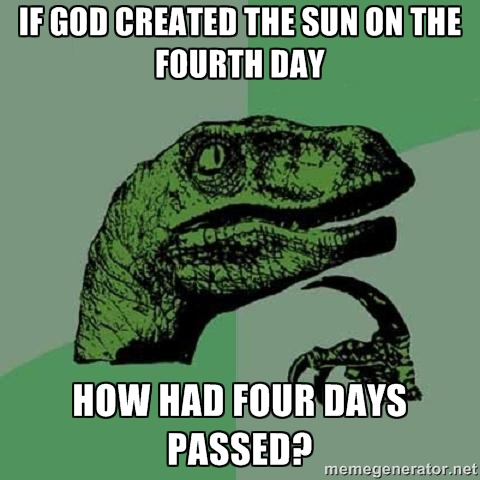 IF GOD CREATED THE SUN ON THE
FOURTH DAY
HOW HAD FOUR DAYS
PASSED?
memegenerator.net